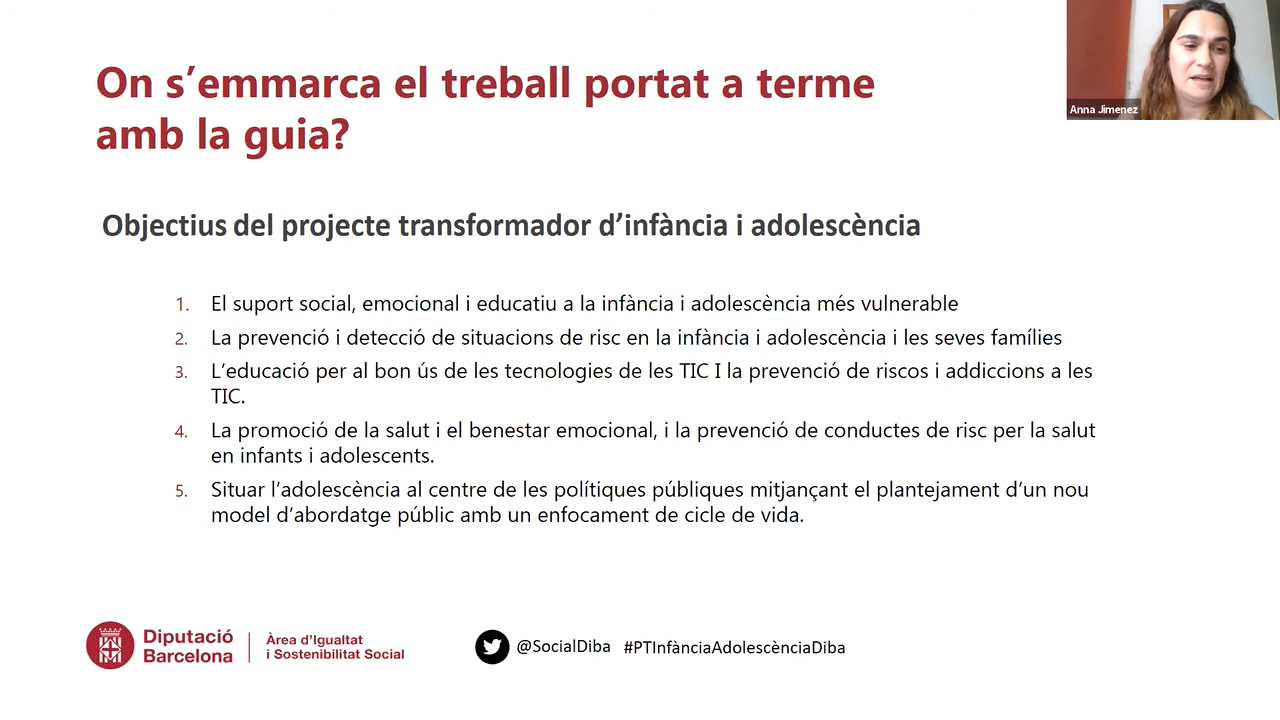 On s’emmarca el treball portat a terme
amb la guia?
Anna Jimenez
Objectius del projecte transformador d’infància i adolescència
1. El suport social, emocional i educatiu a la infància i adolescència més vulnerable
2. La prevenció i detecció de situacions de risc en la infància i adolescència i les seves famílies
3. L’educació per al bon ús de les tecnologies de les TIC I la prevenció de riscos i addiccions a les
TIC.
4. La promoció de la salut i el benestar emocional, i la prevenció de conductes de risc per la salut
en infants i adolescents.
5. Situar l’adolescència al centre de les polítiques públiques mitjançant el plantejament d’un nou
model d’abordatge públic amb un enfocament de cicle de vida.
Diputació
Barcelona
Àrea d’Igualtat
i Sostenibilitat Social
@SocialDiba #PTInfànciaAdolescènciaDiba